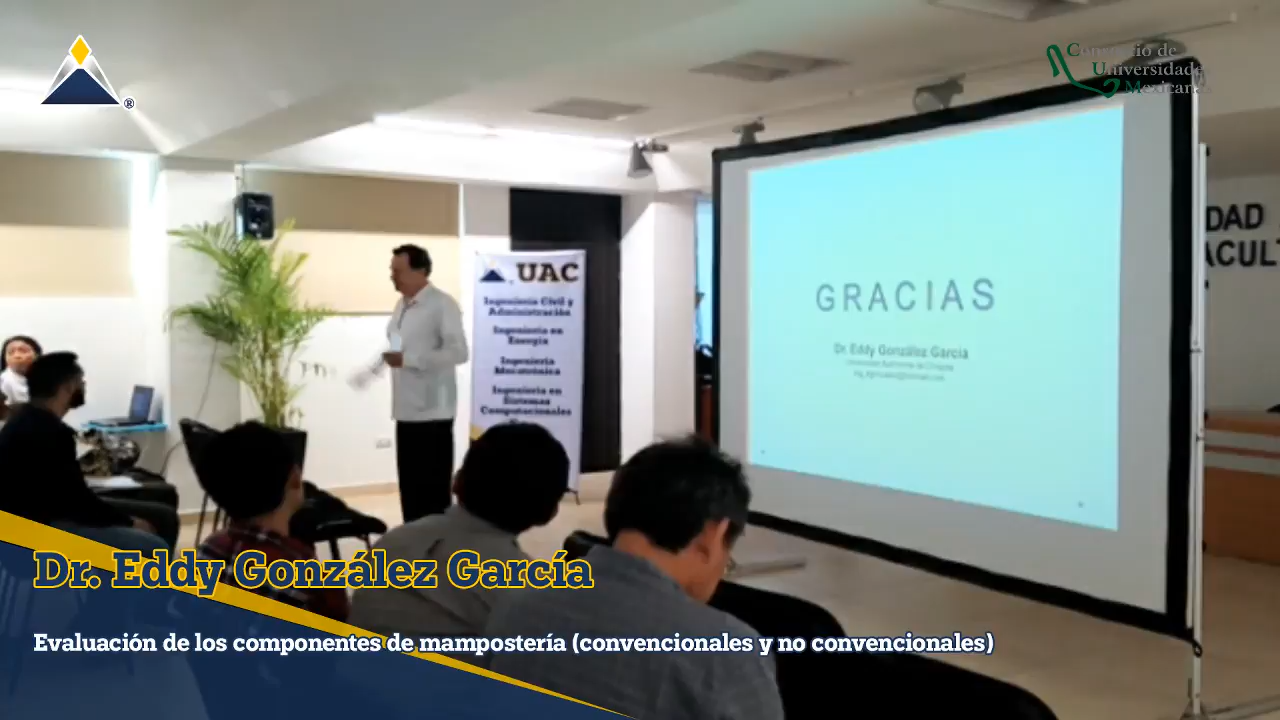 ®
Consorcio de
Universidades
Mexicanas
UAC
Ingeniería Civil y
Administración
Ingeniería en
Energía
Ingeniería
Mecatrónica
Ingeniería en
Sistemas
Computacionales
GRACIAS
Dr. Eddy González García
DAD
ACULT
Dr. Eddy González García
Evaluación de los componentes de mampostería (convencionales y no convencionales)